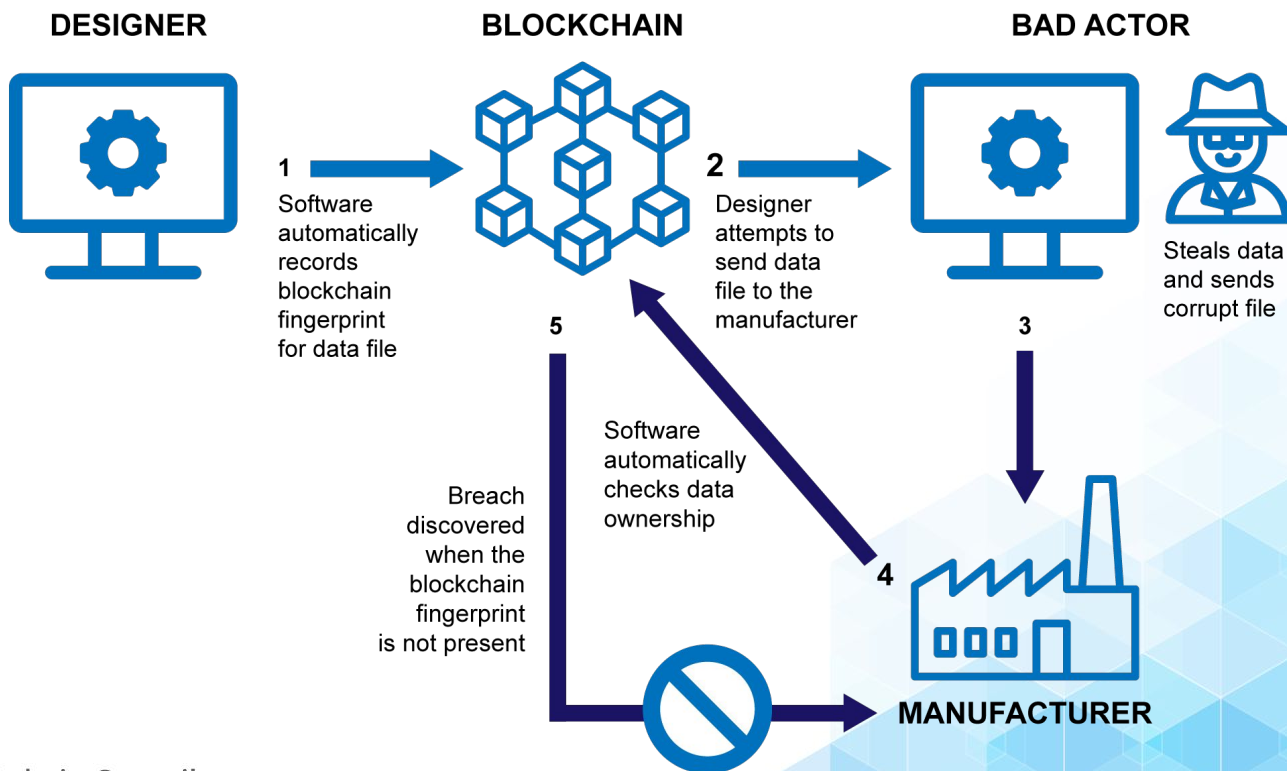 DESIGNER
BLOCKCHAIN
BAD ACTOR
1
Software
automatically
records
blockchain
fingerprint
for data file
2
Designer
attempts to
send data
file to the
manufacturer
Steals data
and sends
corrupt file
3
4
Software
automatically
checks data
ownership
5
Breach
discovered
when the
blockchain
fingerprint
is not present
MANUFACTURER